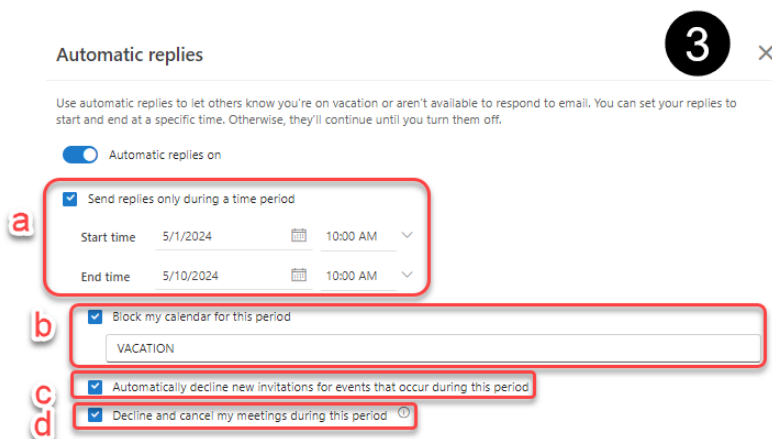 3
Automatic replies
Use automatic replies to let others know you're on vacation or aren't available to respond to email. You can set your replies to
start and end at a specific time. Otherwise, they'll continue until you turn them off.
Automatic replies on
a
Send replies only during a time period
Start time 5/1/2024 10:00 AM
End time 5/10/2024 10:00 AM
b
Block my calendar for this period
VACATION
c
Automatically decline new invitations for events that occur during this period
d
Decline and cancel my meetings during this period